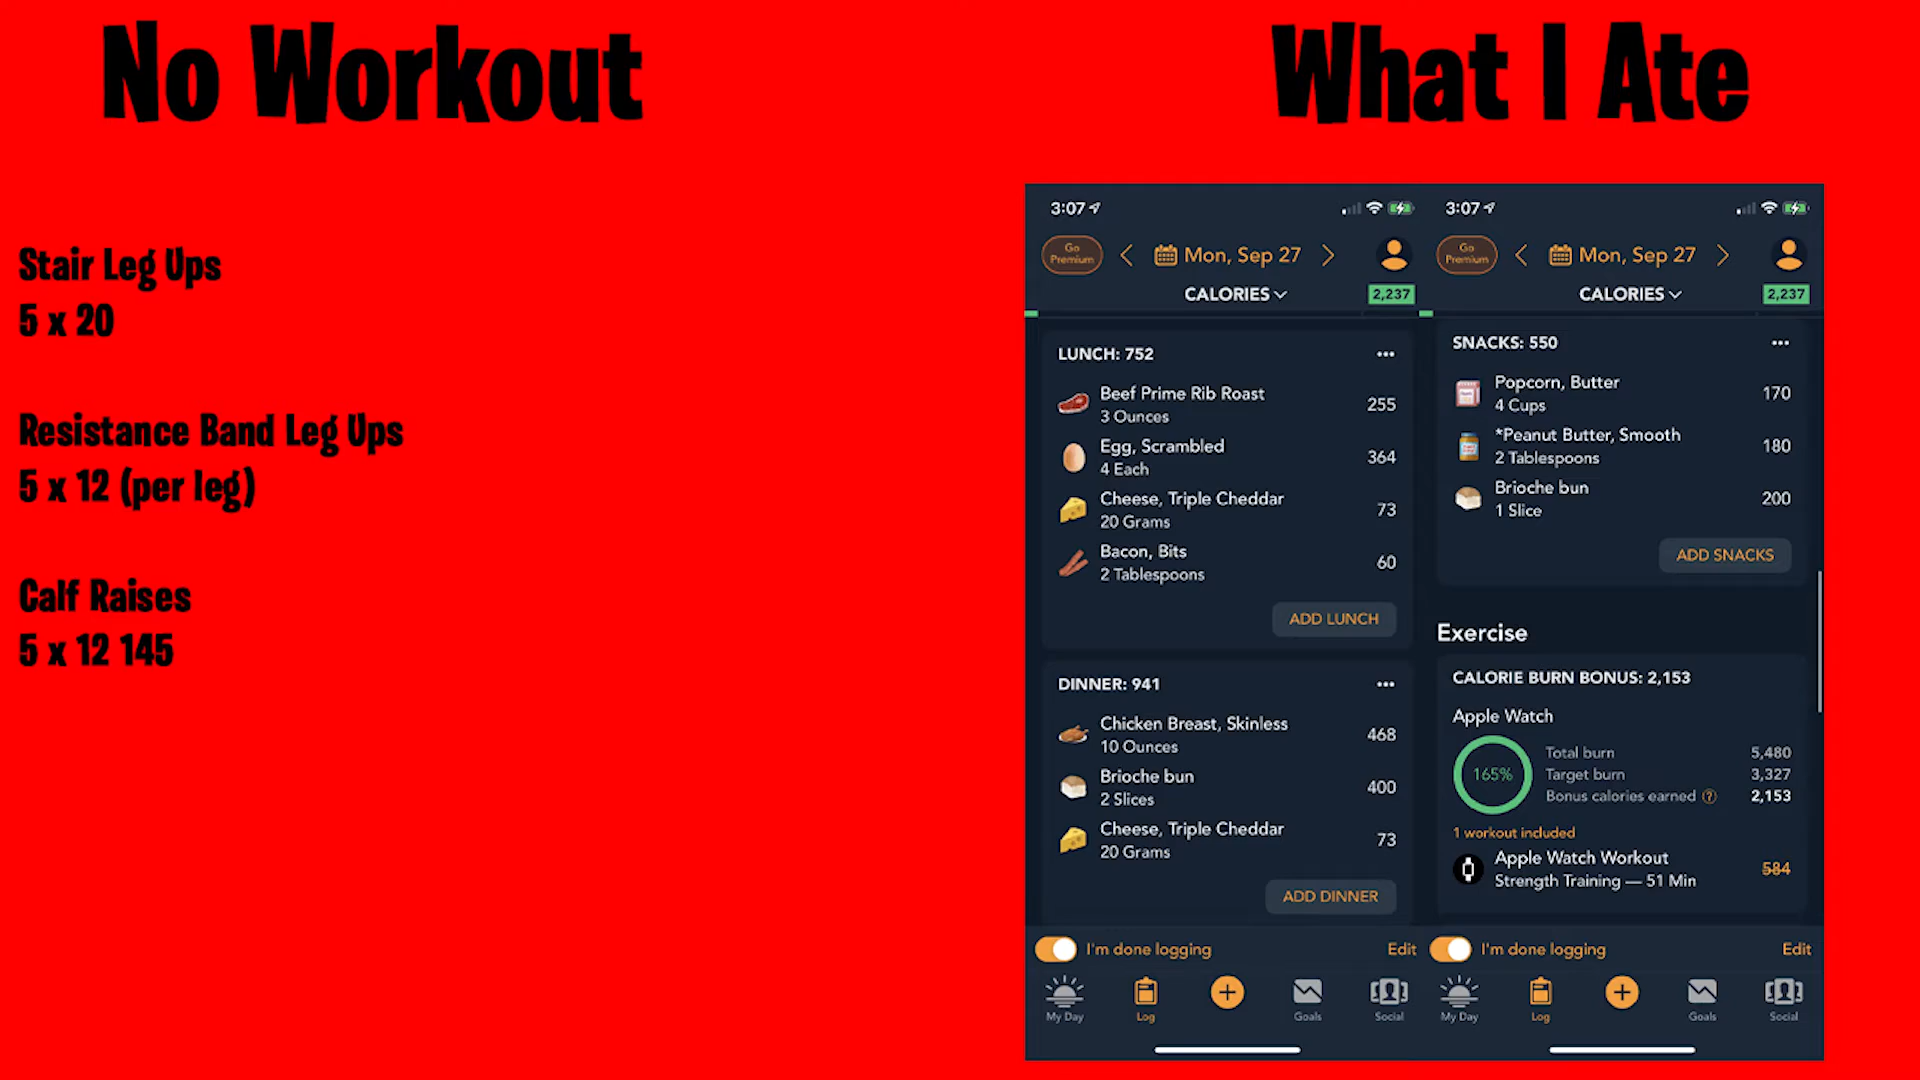 No Workout
What I Ate
Stair Leg Ups
5 x 20
Resistance Band Leg Ups
5 x 12 (per leg)
Calf Raises
5 x 12 145
3:07
Go Premium
Mon, Sep 27
CALORIES
2,237
LUNCH: 752
Beef Prime Rib Roast
3 Ounces
255
Egg, Scrambled
4 Each
364
Cheese, Triple Cheddar
20 Grams
73
Bacon, Bits
2 Tablespoons
60
ADD LUNCH
DINNER: 941
Chicken Breast, Skinless
10 Ounces
468
Brioche bun
2 Slices
400
Cheese, Triple Cheddar
20 Grams
73
ADD DINNER
I'm done logging
Edit
My Day
Log
Goals
Social
3:07
Go Premium
Mon, Sep 27
CALORIES
2,237
SNACKS: 550
Popcorn, Butter
4 Cups
170
*Peanut Butter, Smooth
2 Tablespoons
180
Brioche bun
1 Slice
200
ADD SNACKS
Exercise
CALORIE BURN BONUS: 2,153
Apple Watch
165%
Total burn 5,480
Target burn 3,327
Bonus calories earned ? 2,153
1 workout included
Apple Watch Workout
Strength Training — 51 Min
584
I'm done logging
Edit
My Day
Log
Goals
Social